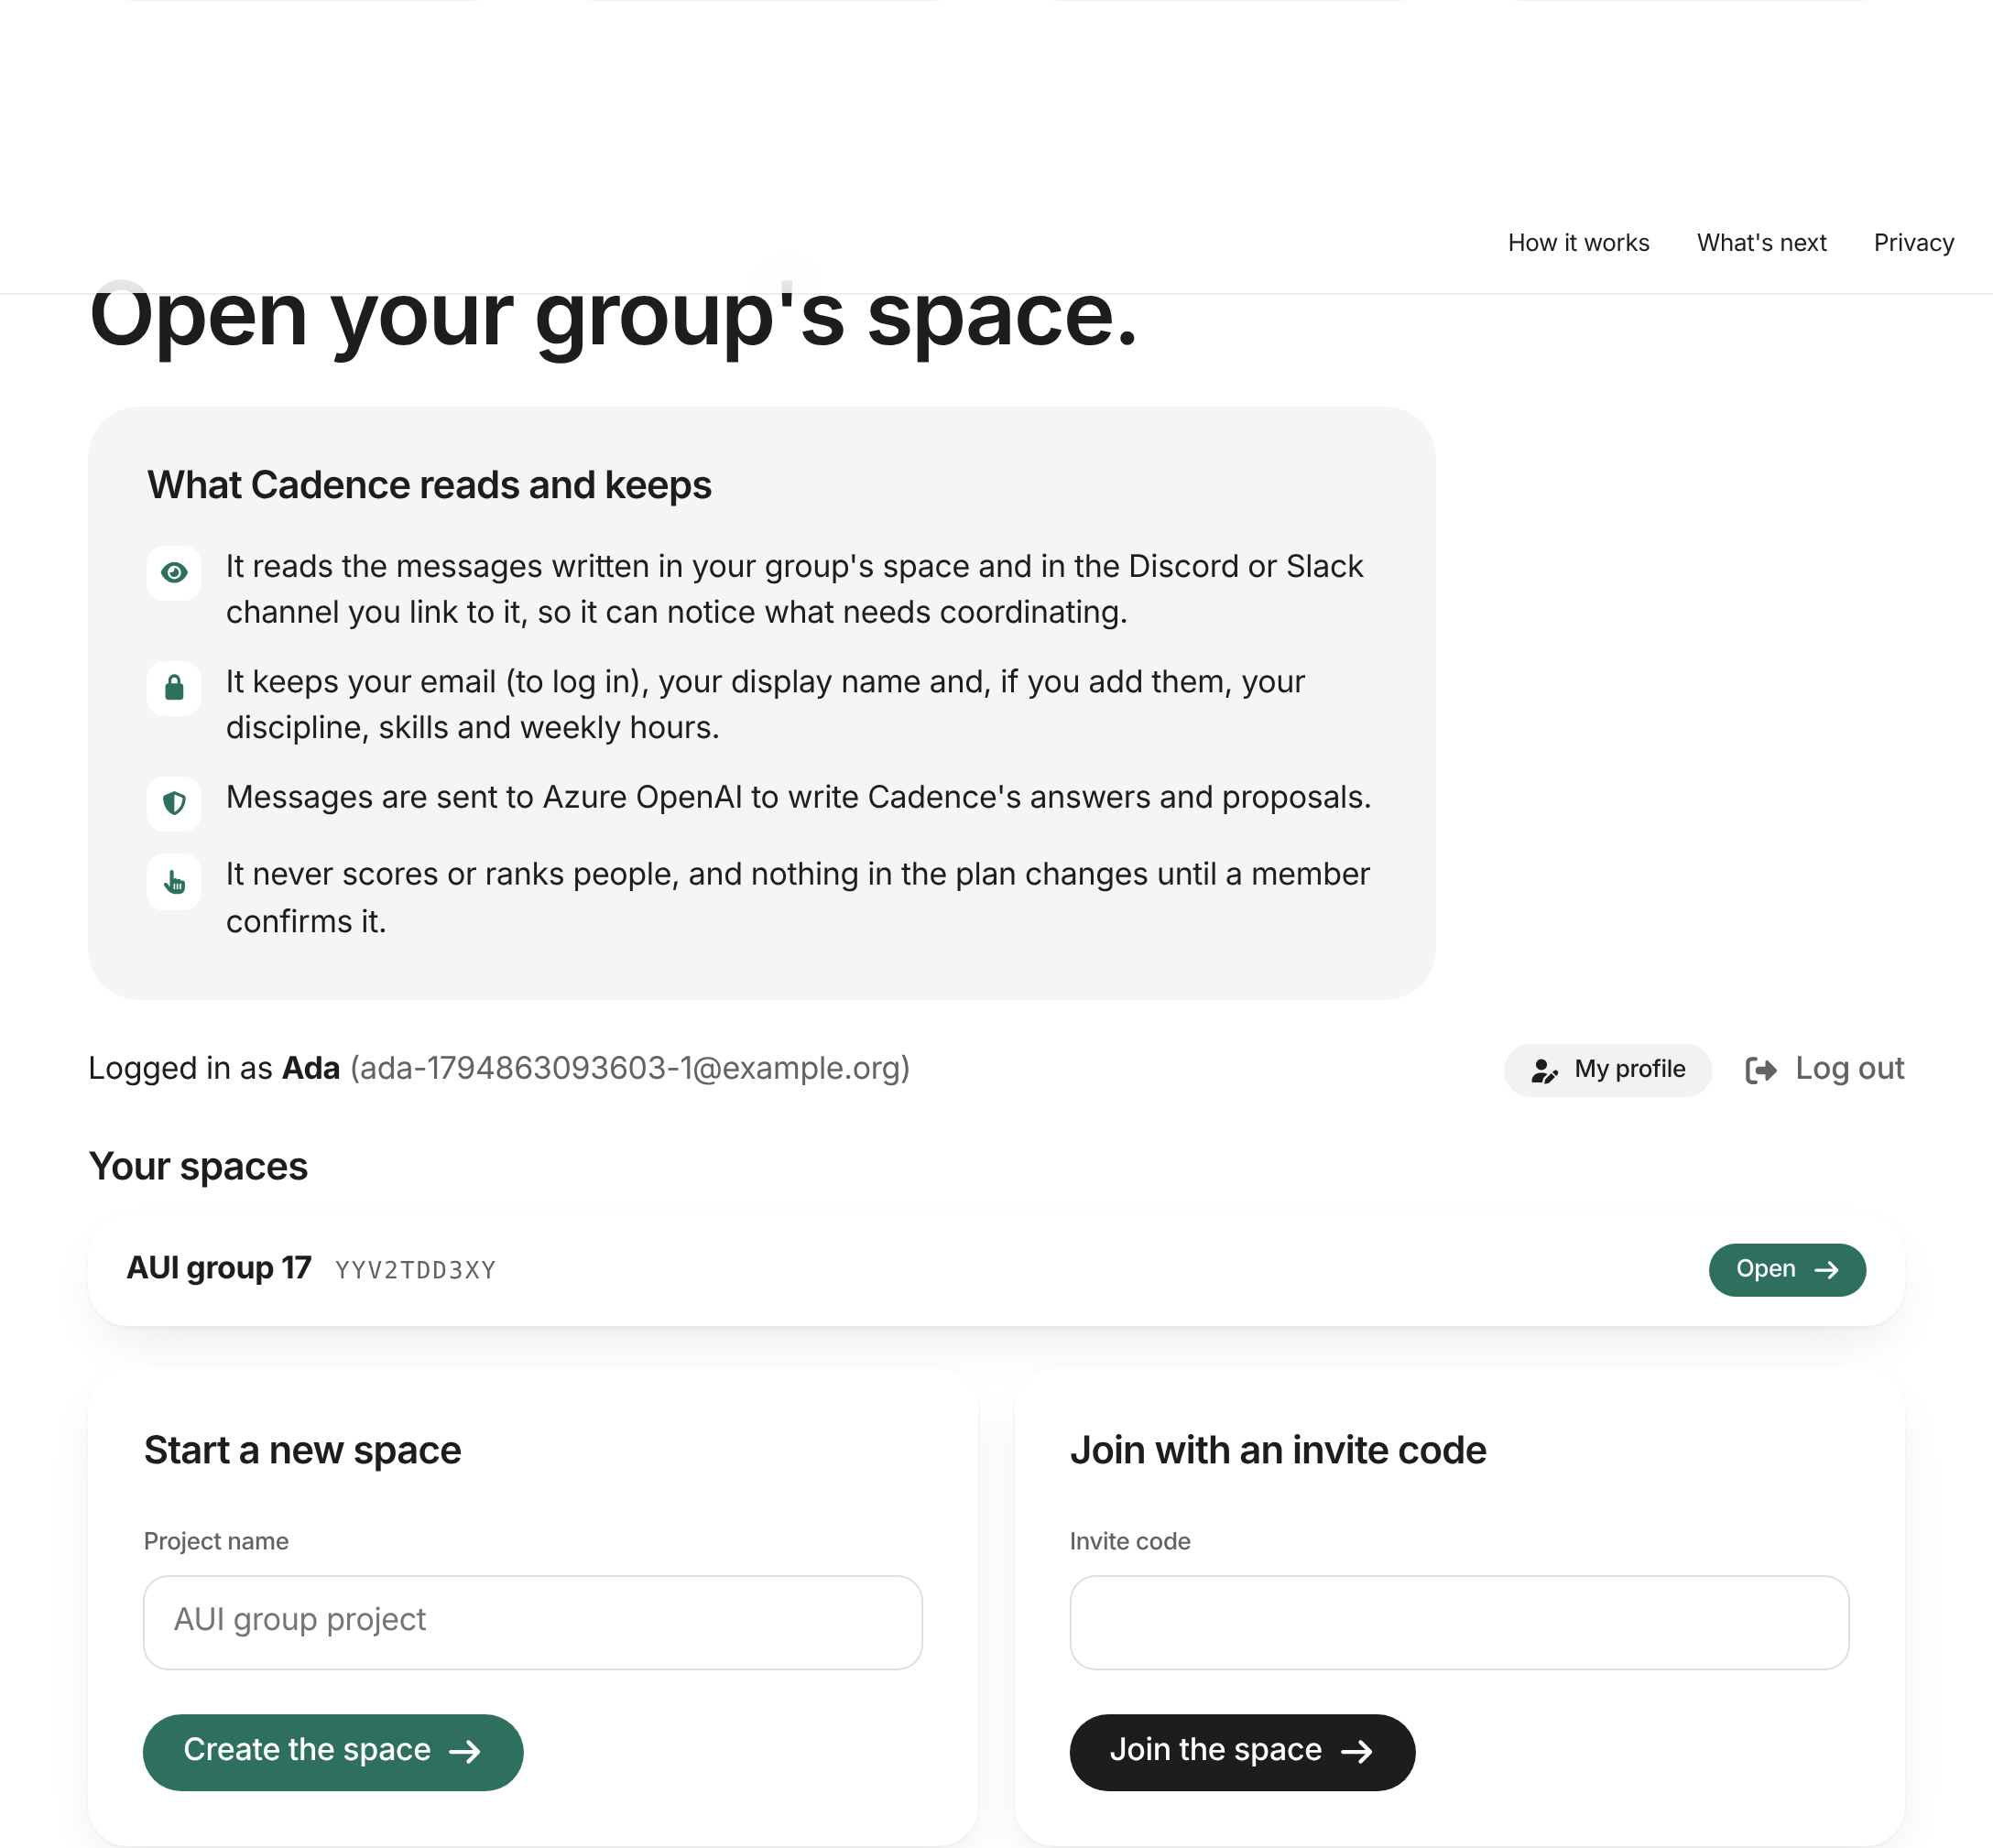 How it works
What's next
Privacy
Open your group's space.
What Cadence reads and keeps
It reads the messages written in your group's space and in the Discord or Slack
channel you link to it, so it can notice what needs coordinating.
It keeps your email (to log in), your display name and, if you add them, your
discipline, skills and weekly hours.
Messages are sent to Azure OpenAI to write Cadence's answers and proposals.
It never scores or ranks people, and nothing in the plan changes until a member
confirms it.
Logged in as Ada (ada-1794863093603-1@example.org)
My profile
Log out
Your spaces
AUI group 17 YYV2TDD3XY
Open
Start a new space
Project name
AUI group project
Create the space
Join with an invite code
Invite code
Join the space